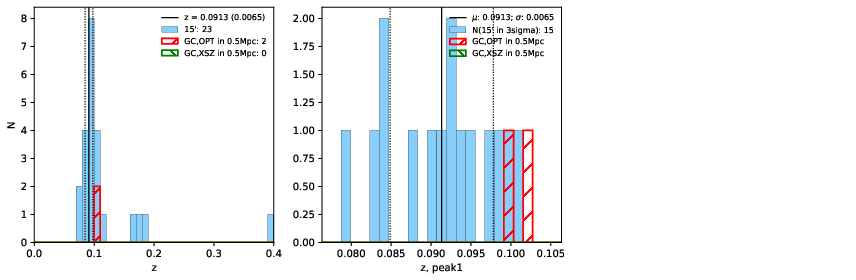 z = 0.0913 (0.0065)
15': 23
GC,OPT in 0.5Mpc: 2
GC,XSZ in 0.5Mpc: 0
N
8
7
6
5
4
3
2
1
0
0.0 0.1 0.2 0.3 0.4
z
μ: 0.0913; σ: 0.0065
N(15' in 3sigma): 15
GC,OPT in 0.5Mpc
GC,XSZ in 0.5Mpc
2.00
1.75
1.50
1.25
1.00
0.75
0.50
0.25
0.00
0.080 0.085 0.090 0.095 0.100 0.105
z, peak1